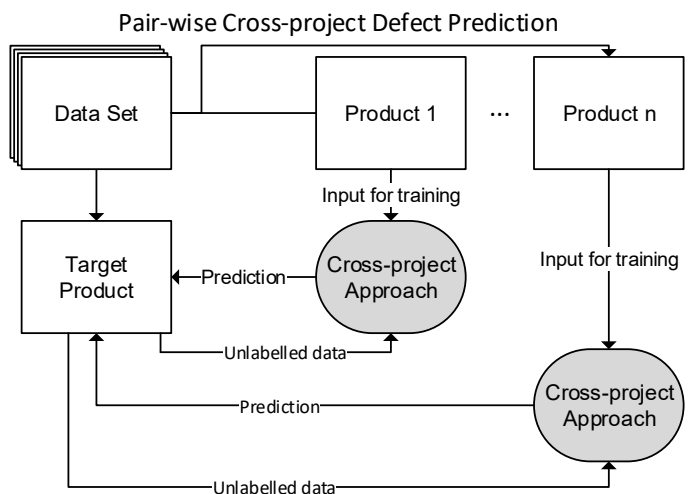 Pair-wise Cross-project Defect Prediction
Data Set
Product 1
...
Product n
Input for training
Target
Product
Prediction
Cross-project
Approach
Input for training
Unlabelled data
Prediction
Cross-project
Approach
Unlabelled data